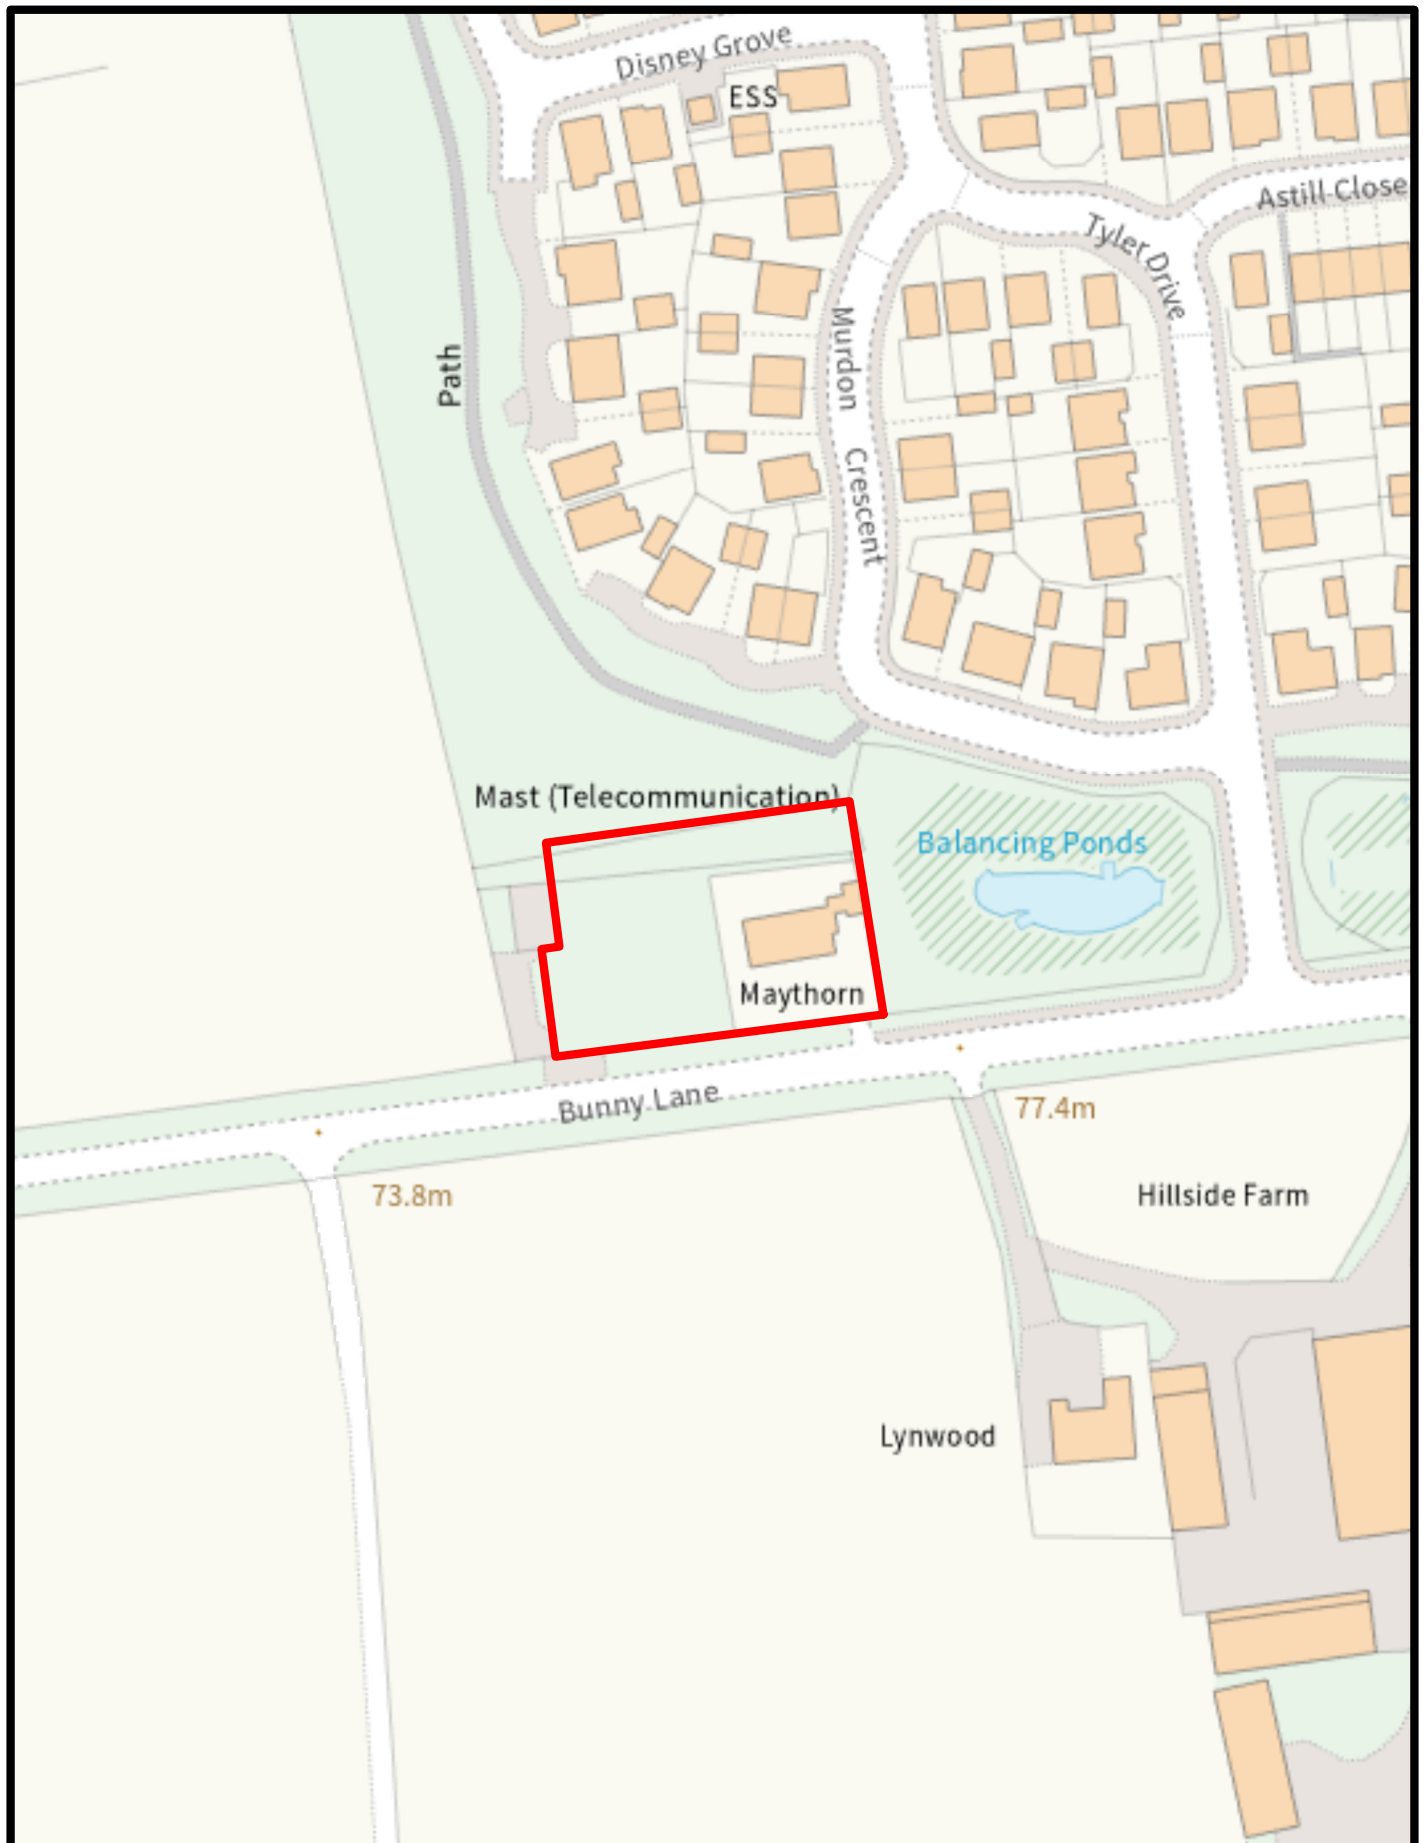 Disney Grove
ESS
Astill Close
Tyler Drive
Path
Murdon Crescent
Mast (Telecommunication)
Balancing Ponds
Maythorn
Bunny Lane
77.4m
73.8m
Hillside Farm
Lynwood